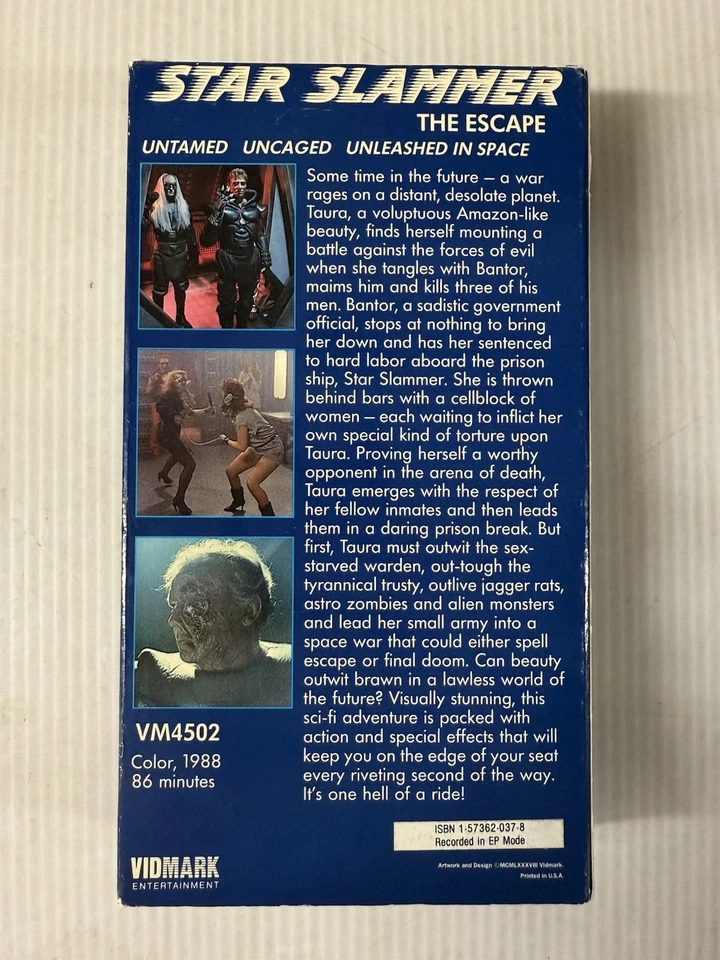 STAR SLAMMER
THE ESCAPE
UNTAMED UNCAGED UNLEASHED IN SPACE
Some time in the future – a war
rages on a distant, desolate planet.
Taura, a voluptuous Amazon-like
beauty, finds herself mounting a
battle against the forces of evil
when she tangles with Bantor,
maims him and kills three of his
men. Bantor, a sadistic government
official, stops at nothing to bring
her down and has her sentenced
to hard labor aboard the prison
ship, Star Slammer. She is thrown
behind bars with a cellblock of
women – each waiting to inflict her
own special kind of torture upon
Taura. Proving herself a worthy
opponent in the arena of death,
Taura emerges with the respect of
her fellow inmates and then leads
them in a daring prison break. But
first, Taura must outwit the sex-
starved warden, out-tough the
tyrannical trusty, outlive jagger rats,
astro zombies and alien monsters
and lead her small army into a
space war that could either spell
escape or final doom. Can beauty
outwit brawn in a lawless world of
the future? Visually stunning, this
sci-fi adventure is packed with
action and special effects that will
keep you on the edge of your seat
every riveting second of the way.
It's one hell of a ride!
VM4502
Color, 1988
86 minutes
ISBN 1-57362-037-8
Recorded in EP Mode
VIDMARK
ENTERTAINMENT
Artwork and Design ©MCMLXXXVIII Vidmark.
Printed in U.S.A.